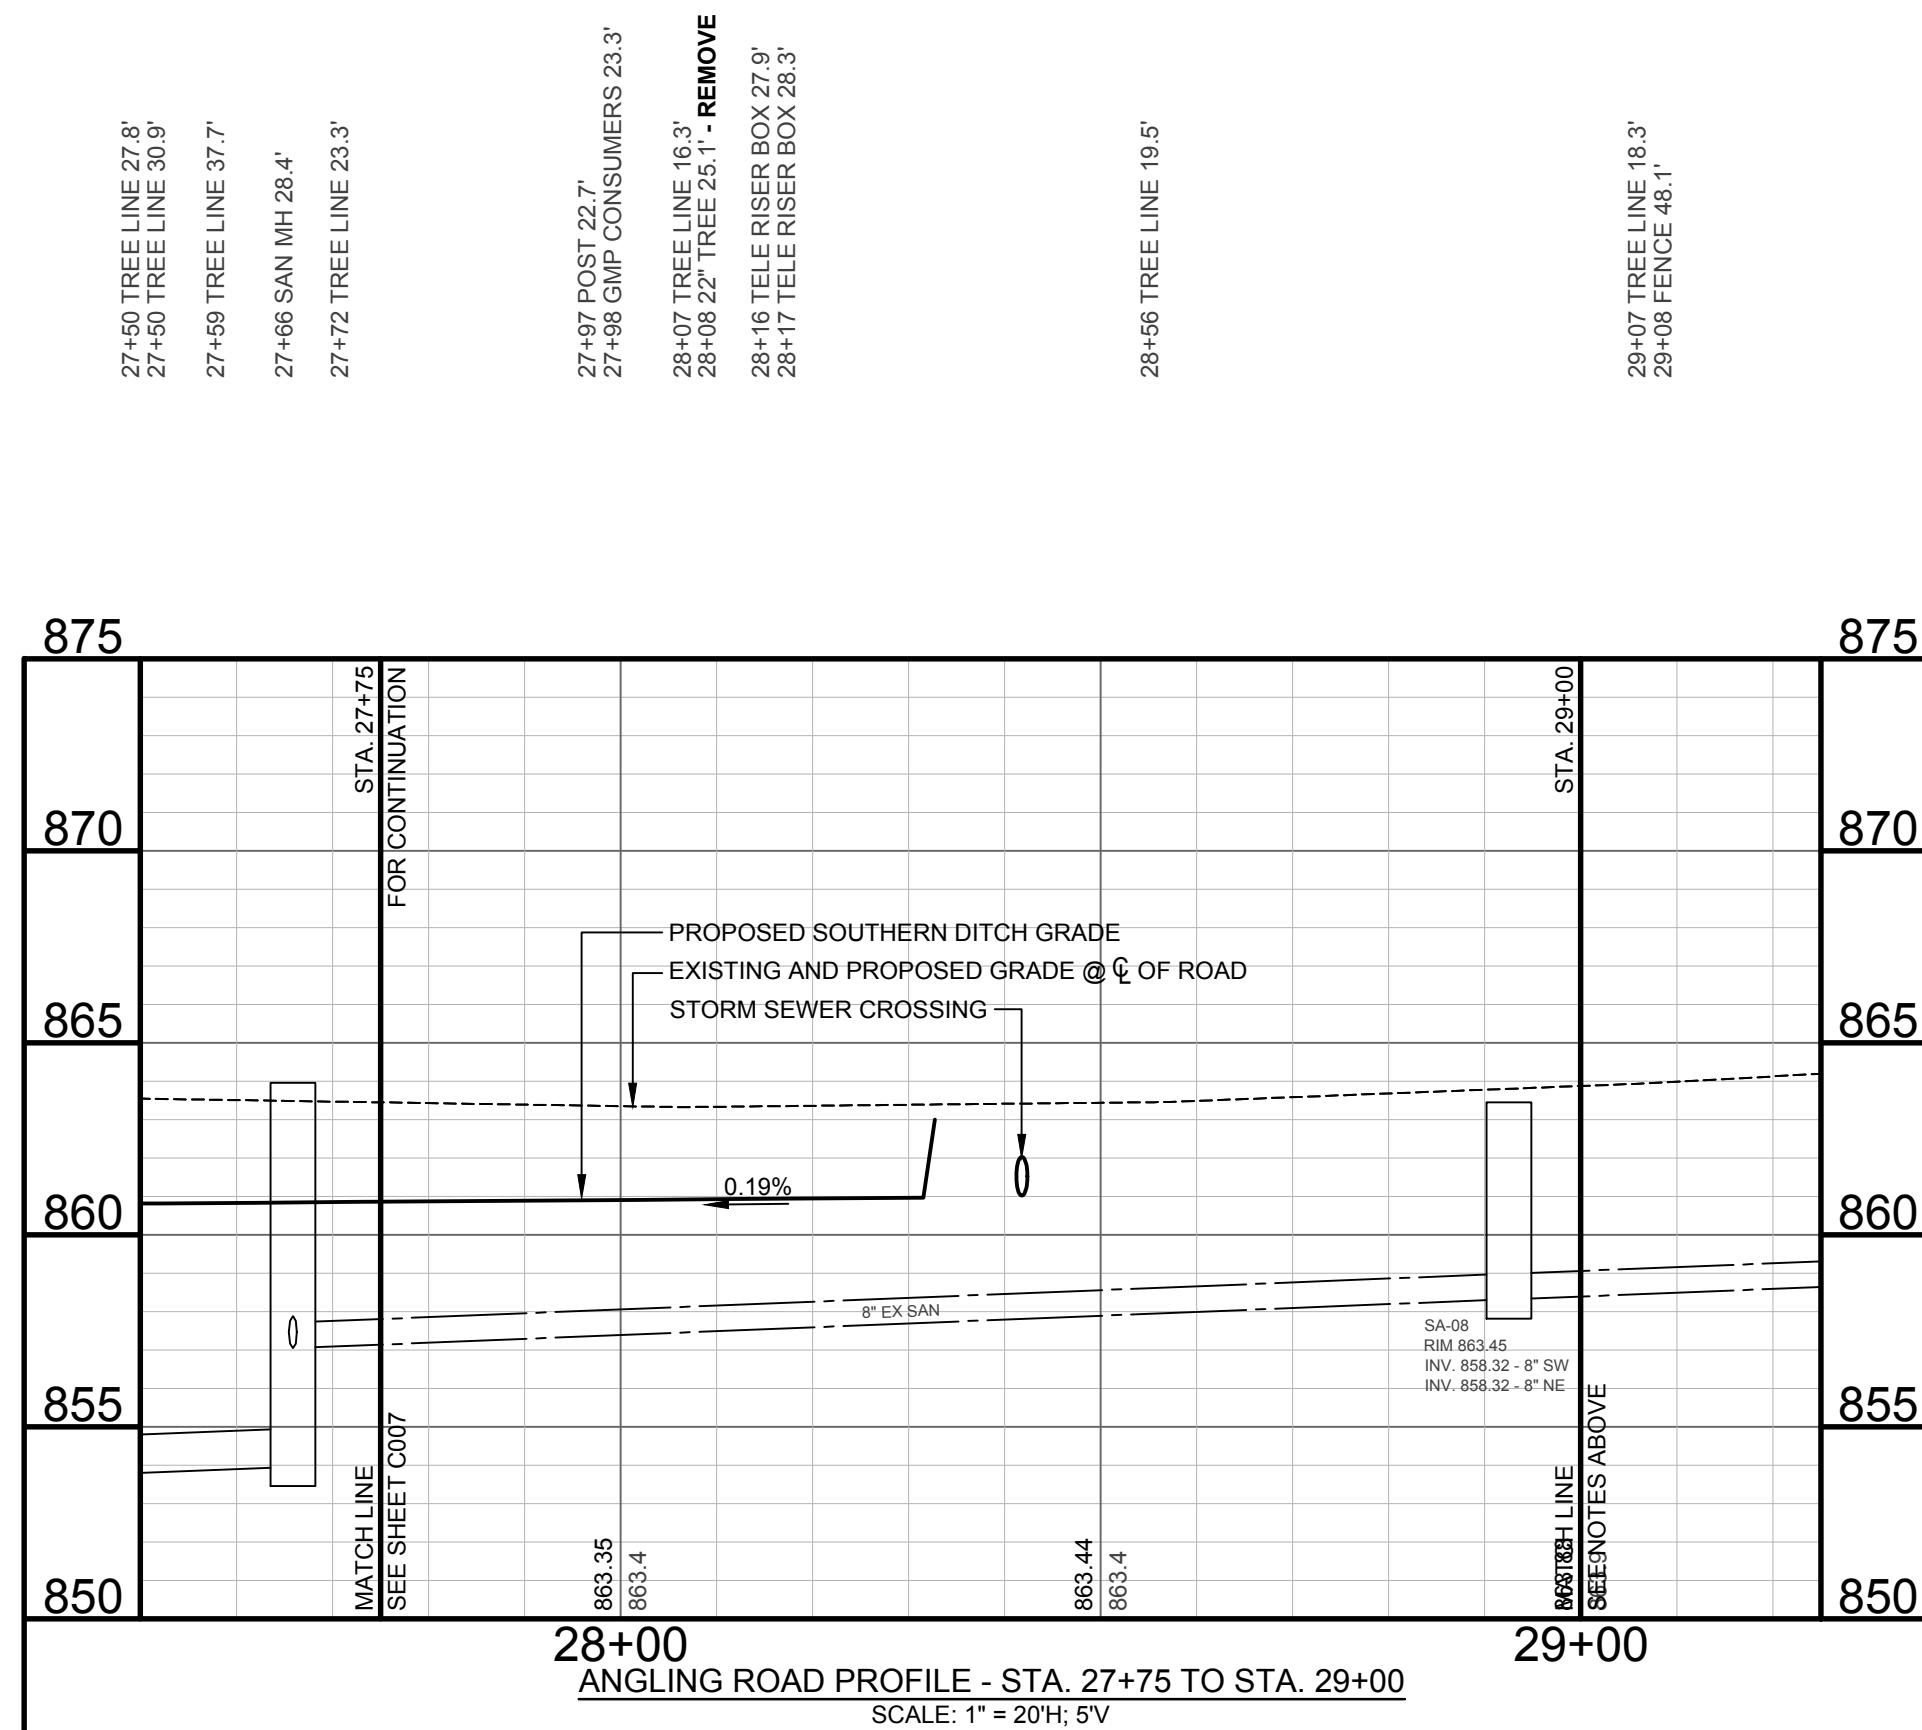 27+50 TREE LINE 27.8'
27+50 TREE LINE 30.9'
27+59 TREE LINE 37.7'
27+66 SAN MH 28.4'
27+72 TREE LINE 23.3'
27+97 POST 22.7'
27+98 GMP CONSUMERS 23.3'
28+07 TREE LINE 16.3'
28+08 22" TREE 25.1' - REMOVE
28+16 TELE RISER BOX 27.9'
28+17 TELE RISER BOX 28.3'
28+56 TREE LINE 19.5'
29+07 TREE LINE 18.3'
29+08 FENCE 48.1'
875
875
STA. 27+75
FOR CONTINUATION
STA. 29+00
870
870
PROPOSED SOUTHERN DITCH GRADE
EXISTING AND PROPOSED GRADE @ ℄ OF ROAD
STORM SEWER CROSSING
865
865
0.19%
860
860
8" EX SAN
SA-08
RIM 863.45
INV. 858.32 - 8" SW
INV. 858.32 - 8" NE
855
855
MATCH LINE
SEE SHEET C007
863.35
863.4
863.44
863.4
MATCH LINE
SEE NOTES ABOVE
850
850
28+00
29+00
ANGLING ROAD PROFILE - STA. 27+75 TO STA. 29+00
SCALE: 1" = 20'H; 5'V